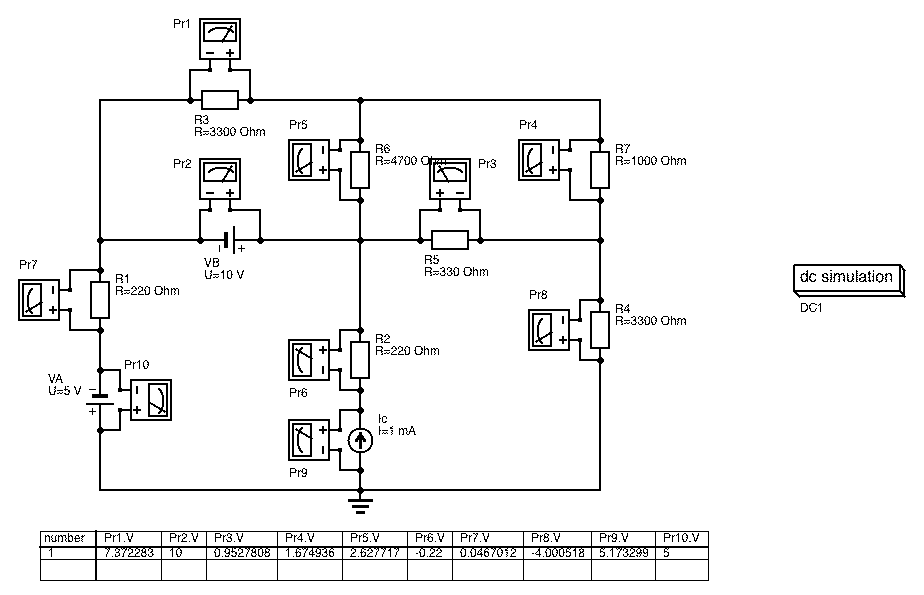 Pr1
R3
R=3300 Ohm
Pr5
R6
R=4700 Ohm
Pr4
R7
R=1000 Ohm
Pr2
Pr3
VB
U=10 V
R5
R=330 Ohm
Pr7
R1
R=220 Ohm
dc simulation
DC1
Pr8
R4
R=3300 Ohm
R2
R=220 Ohm
Pr10
VA
U=5 V
Pr6
Ic
I=1 mA
Pr9
number Pr1.V Pr2.V Pr3.V Pr4.V Pr5.V Pr6.V Pr7.V Pr8.V Pr9.V Pr10.V
1 7.372283 10 0.9527808 1.674936 2.627717 -0.22 0.0467012 -4.000518 5.173299 5